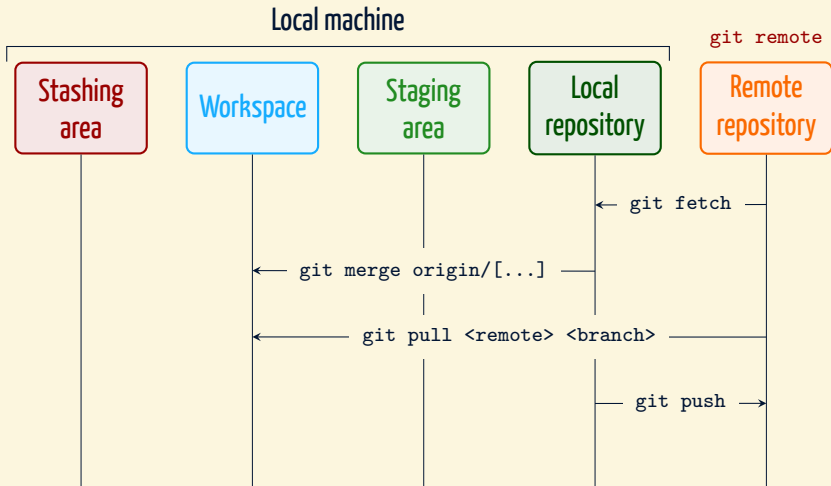 Local machine
git remote
Stashing
area
Workspace
Staging
area
Local
repository
Remote
repository
git fetch
git merge origin/[...]
git pull <remote> <branch>
git push